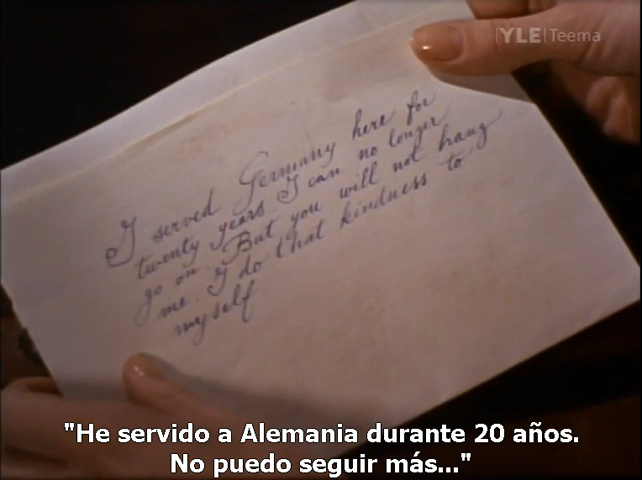 YLE Teema
I served Germany here for
twenty years. I can no longer
go on. But you will not hang
me. I do that kindness to
myself
"He servido a Alemania durante 20 años.
No puedo seguir más..."